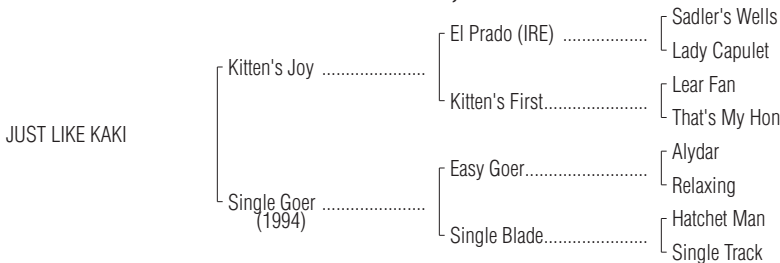 Sadler's Wells
El Prado (IRE) ..................
Lady Capulet
Kitten's Joy ......................
Lear Fan
Kitten's First......................
That's My Hon
JUST LIKE KAKI
Alydar
Easy Goer..........................
Relaxing
Single Goer ......................
(1994)
Hatchet Man
Single Blade......................
Single Track